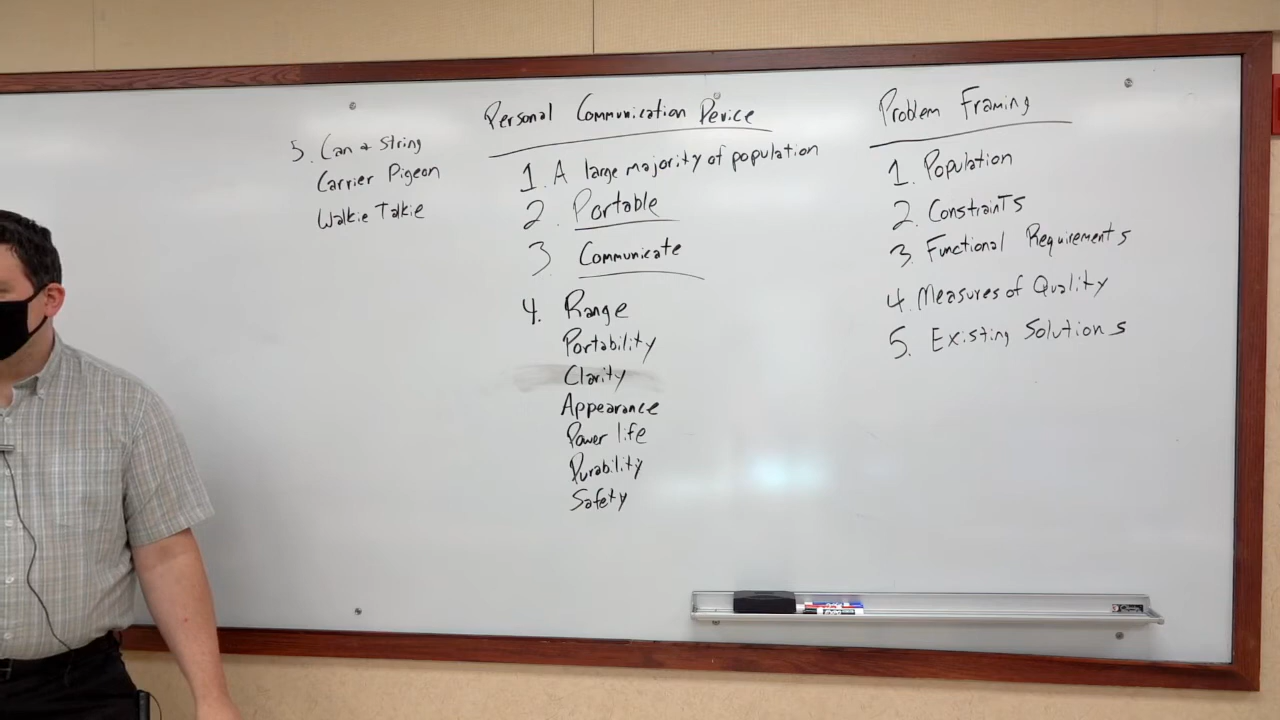 5. Can & String
Carrier Pigeon
Walkie Talkie
Personal Communication Device
1. A large majority of population
2. Portable
3. Communicate
4. Range
Portability
Clarity
Appearance
Power life
Durability
Safety
Problem Framing
1. Population
2. Constraints
3. Functional Requirements
4. Measures of Quality
5. Existing Solutions